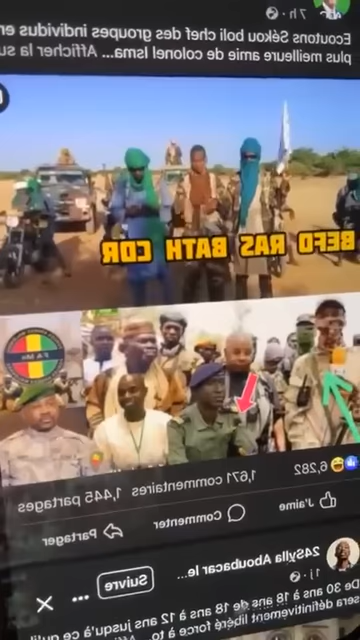 7 h ·
Ecoutons Sékou boli chef des groupes individus en
plus meilleure amie de colonel Isma... Afficher la su
BEFO RAS BATH CDR
6,282 1,671 commentaires 1,445 partages
J'aime Commenter Partager
24Sylla Aboubacar le... Suivre
1 j ·
De 30 ans à 18 ans de 18 ans à 12 ans jusqu'à ce qu'il
sera définitivement libéré force à to...